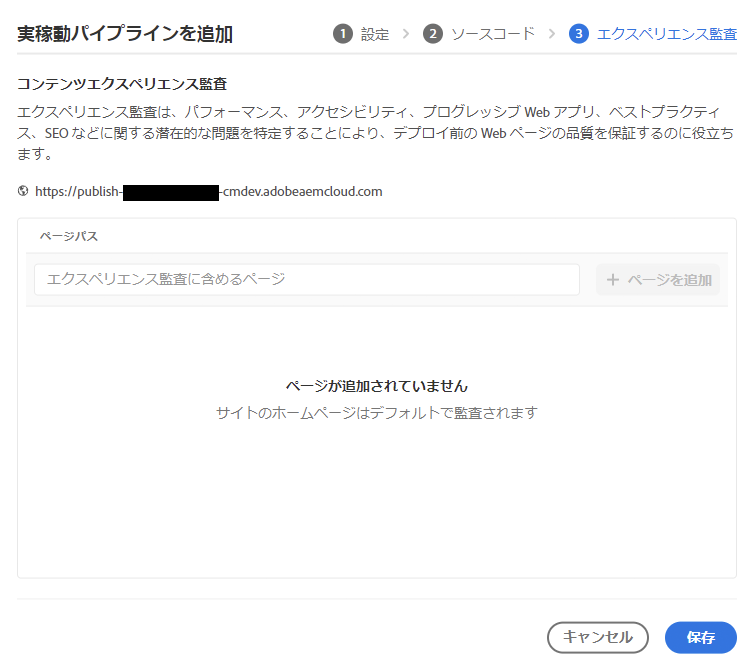 実稼動パイプラインを追加
1 設定 > 2 ソースコード > 3 エクスペリエンス監査
コンテンツエクスペリエンス監査
エクスペリエンス監査は、パフォーマンス、アクセシビリティ、プログレッシブ Web アプリ、ベストプラクティ
ス、SEO などに関する潜在的な問題を特定することにより、デプロイ前の Web ページの品質を保証するのに役立ち
ます。
https://publish- -cmdev.adobeaemcloud.com
ページパス
エクスペリエンス監査に含めるページ
+ ページを追加
ページが追加されていません
サイトのホームページはデフォルトで監査されます
キャンセル
保存